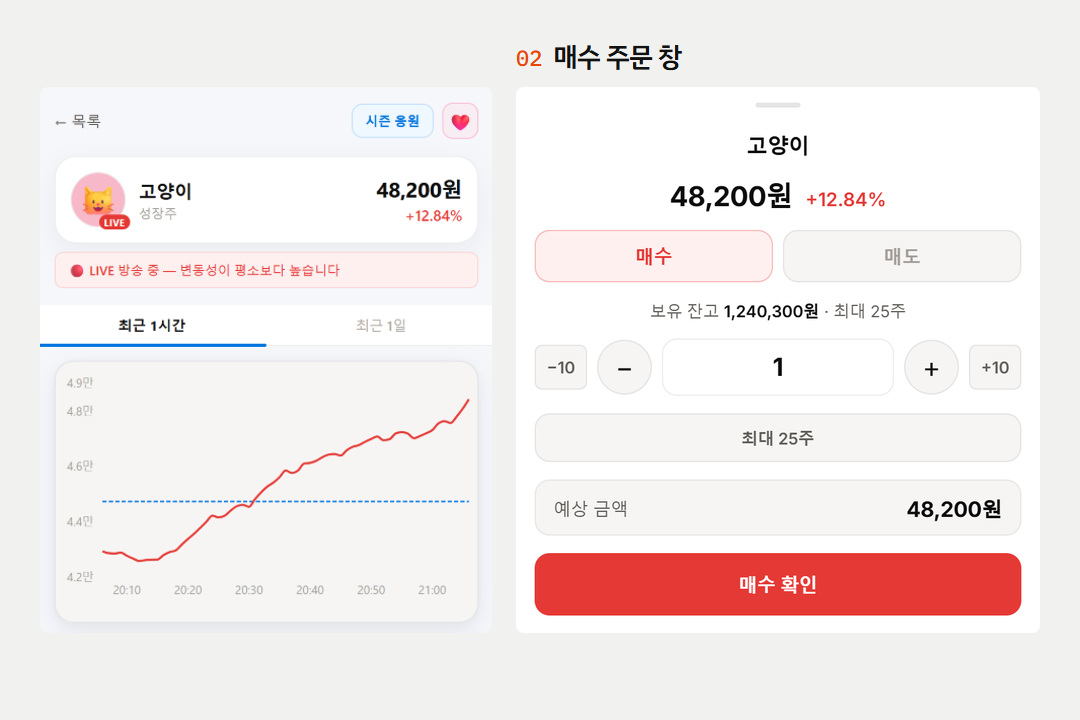 02 매수 주문 창
← 목록
시즌 응원
고양이
성장주
LIVE
48,200원
+12.84%
LIVE 방송 중 — 변동성이 평소보다 높습니다
최근 1시간
최근 1일
4.9만
4.8만
4.6만
4.4만
4.2만
20:10 20:20 20:30 20:40 20:50 21:00
고양이
48,200원 +12.84%
매수
매도
보유 잔고 1,240,300원 · 최대 25주
−10 − 1 + +10
최대 25주
예상 금액 48,200원
매수 확인